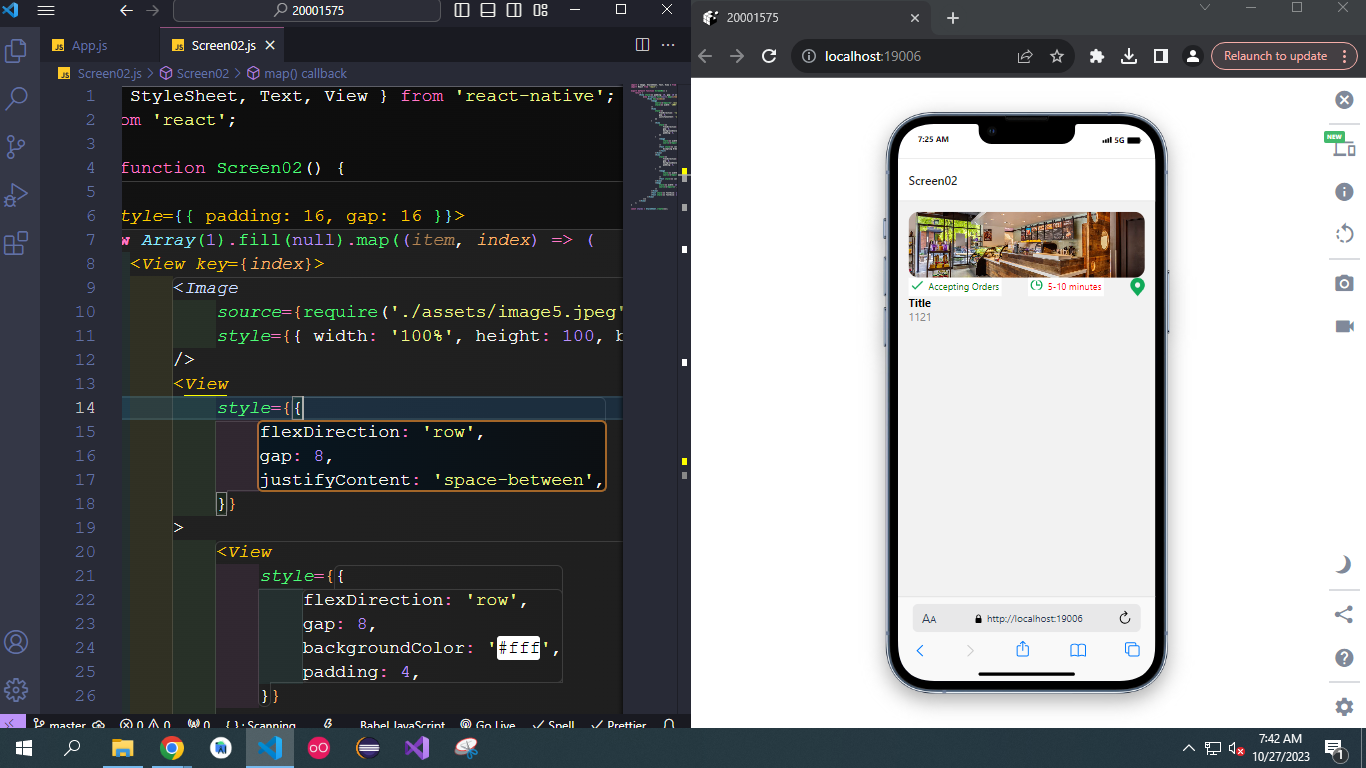 20001575
App.js
Screen02.js
Screen02.js > Screen02 > map() callback
1 StyleSheet, Text, View } from 'react-native';
2 om 'react';
3
4 function Screen02() {
5
6 tyle={{ padding: 16, gap: 16 }}>
7 w Array(1).fill(null).map((item, index) => (
8 <View key={index}>
9 <Image
10 source={require('./assets/image5.jpeg'
11 style={{ width: '100%', height: 100, b
12 />
13 <View
14 style={{
15 flexDirection: 'row',
16 gap: 8,
17 justifyContent: 'space-between',
18 }}
19 >
20 <View
21 style={{
22 flexDirection: 'row',
23 gap: 8,
24 backgroundColor: '#fff',
25 padding: 4,
26 }}
master 0 0 0 { } : Scanning Babel JavaScript Go Live Spell Prettier
20001575
localhost:19006
Relaunch to update
NEW
7:25 AM 5G
Screen02
Accepting Orders 5-10 minutes
Title
1121
AA http://localhost:19006
7:42 AM
10/27/2023
1